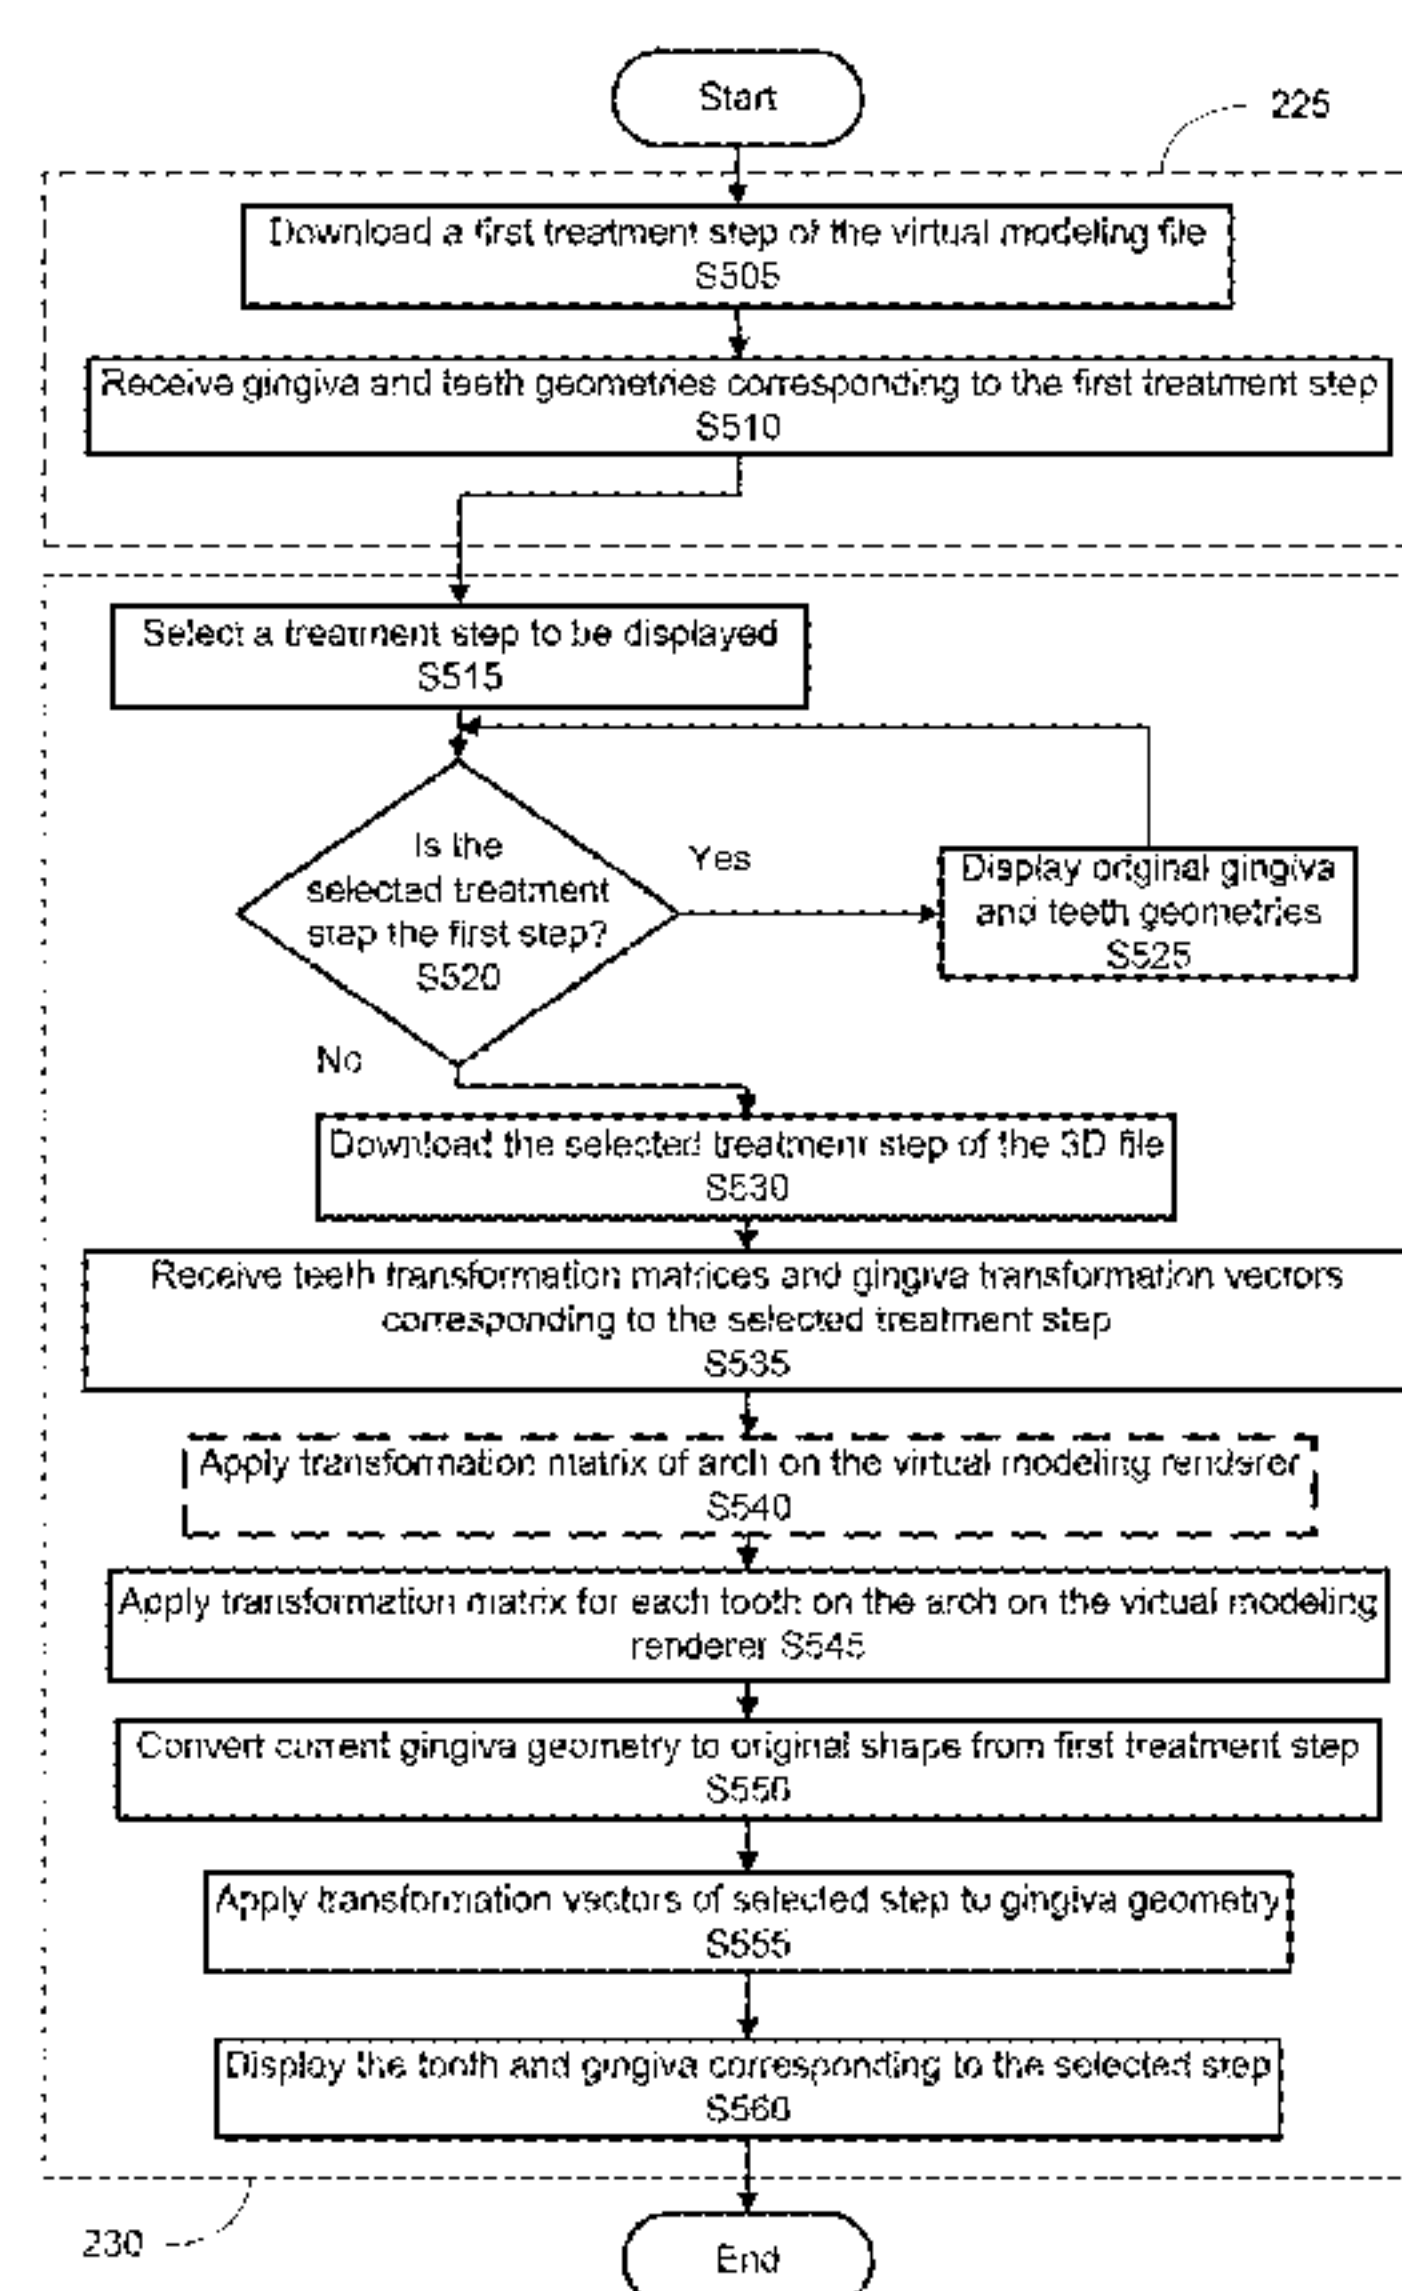 Start
225
Download a first treatment step of the virtual modeling file
S505
Receive gingiva and teeth geometries corresponding to the first treatment step
S510
Select a treatment step to be displayed
S515
Is the
selected treatment
step the first step?
S520
Yes
Display original gingiva
and teeth geometries
S525
No
Download the selected treatment step of the 3D file
S530
Receive teeth transformation matrices and gingiva transformation vectors
corresponding to the selected treatment step
S535
Apply transformation matrix of arch on the virtual modeling renderer
S540
Apply transformation matrix for each tooth on the arch on the virtual modeling
renderer S545
Convert current gingiva geometry to original shape from first treatment step
S550
Apply transformation vectors of selected step to gingiva geometry
S555
Display the tooth and gingiva corresponding to the selected step
S560
230
End